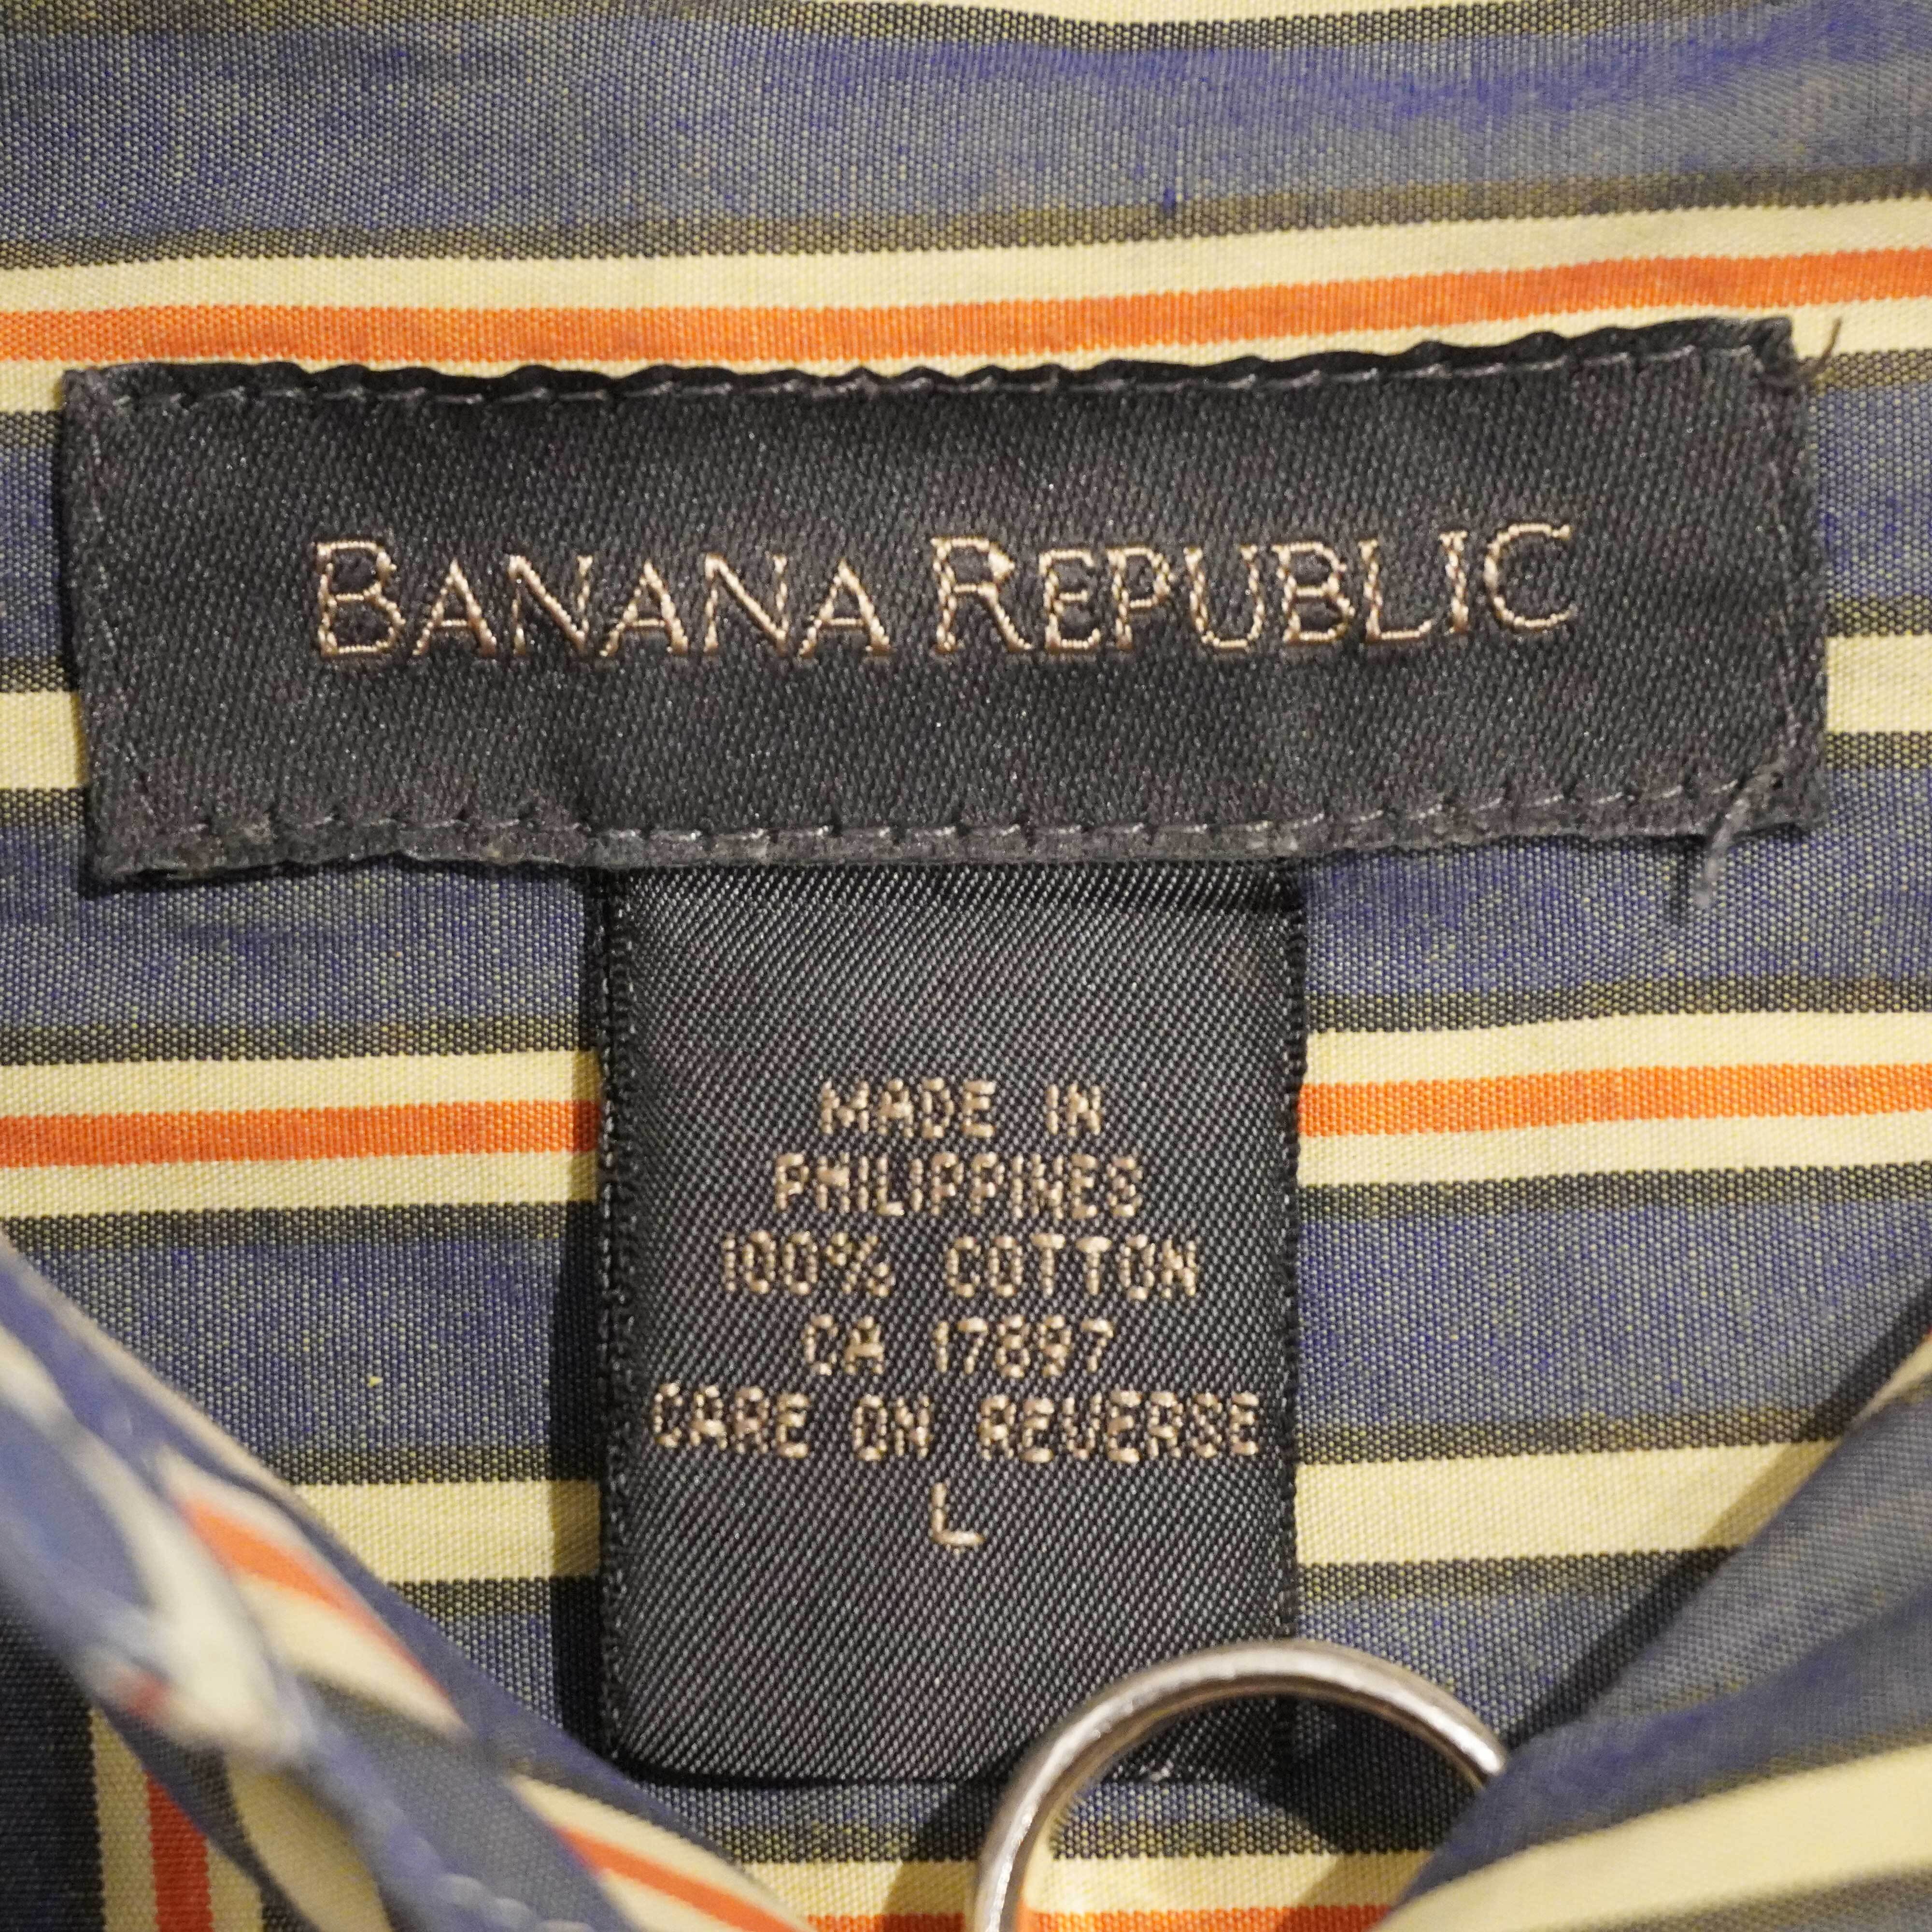 BANANA REPUBLIC
MADE IN
PHILIPPINES
100% COTTON
CA 17897
CARE ON REVERSE
L